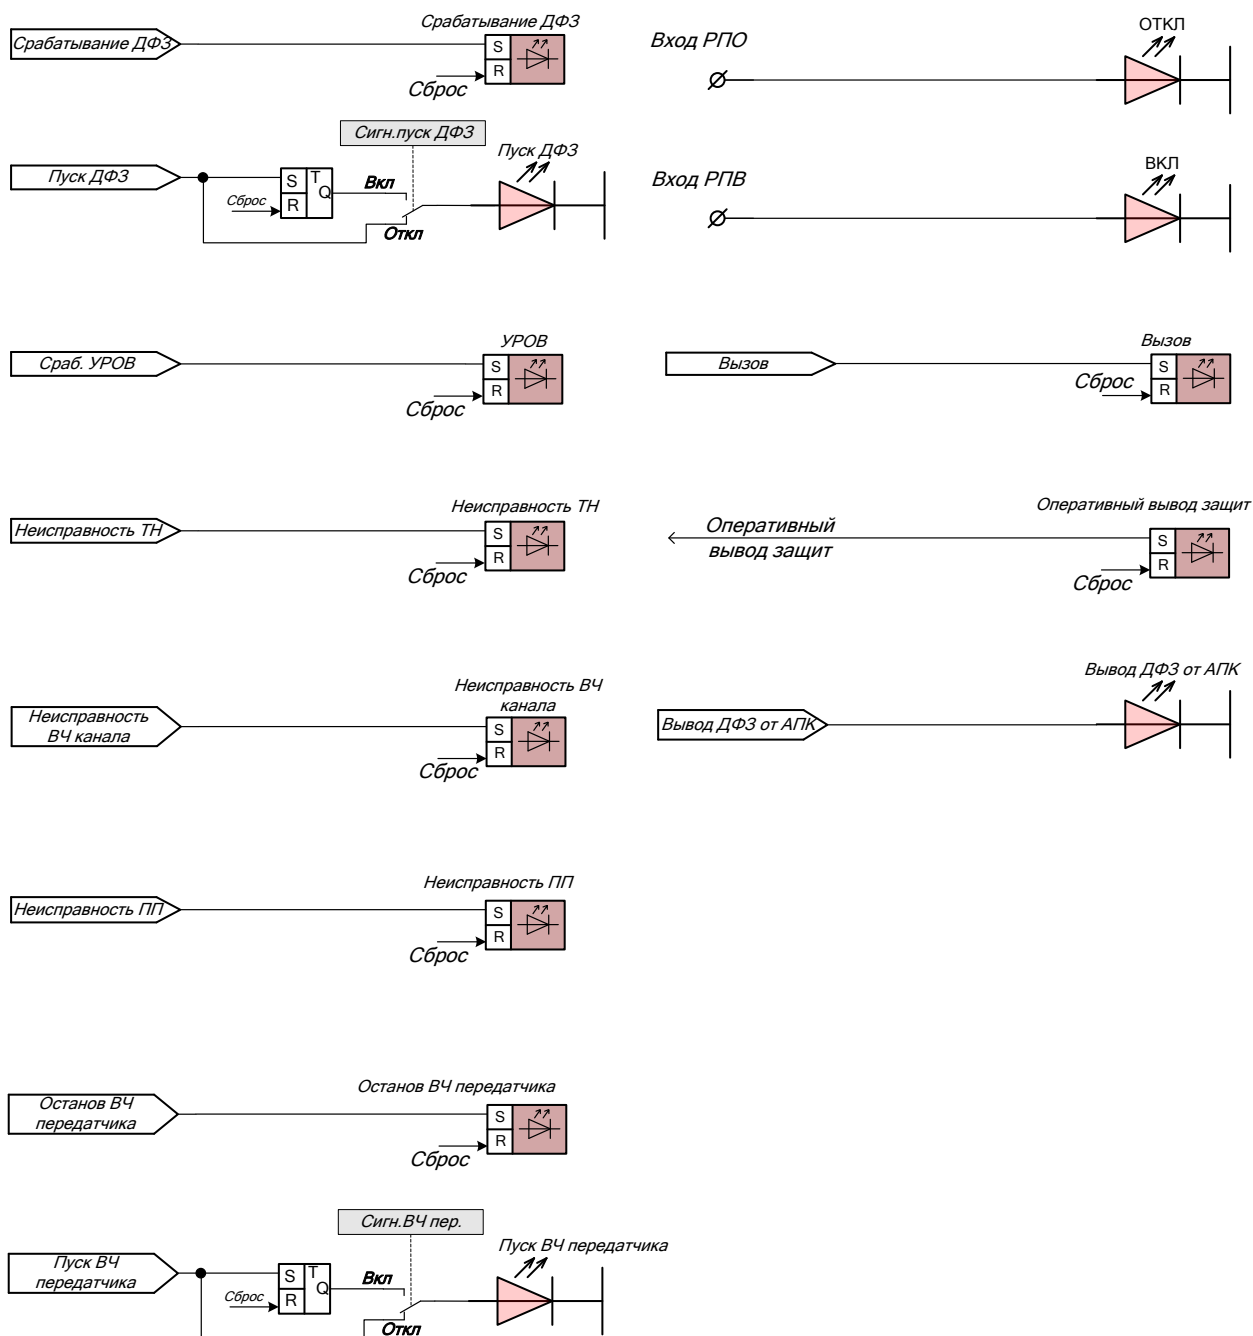 Срабатывание ДФЗ
Срабатывание ДФЗ
S
R
Сброс
Сигн.пуск ДФЗ
Пуск ДФЗ
Пуск ДФЗ
S T
Q
R
Сброс
Вкл
Откл
Сраб. УРОВ
УРОВ
S
R
Сброс
Неисправность ТН
Неисправность ТН
S
R
Сброс
Неисправность
ВЧ канала
Неисправность ВЧ
канала
S
R
Сброс
Неисправность ПП
Неисправность ПП
S
R
Сброс
Останов ВЧ
передатчика
Останов ВЧ передатчика
S
R
Сброс
Сигн.ВЧ пер.
Пуск ВЧ
передатчика
Пуск ВЧ передатчика
S T
Q
R
Сброс
Вкл
Откл
Вход РПО
ОТКЛ
Вход РПВ
ВКЛ
Вызов
Вызов
S
R
Сброс
Оперативный
вывод защит
Оперативный вывод защит
S
R
Сброс
Вывод ДФЗ от АПК
Вывод ДФЗ от АПК